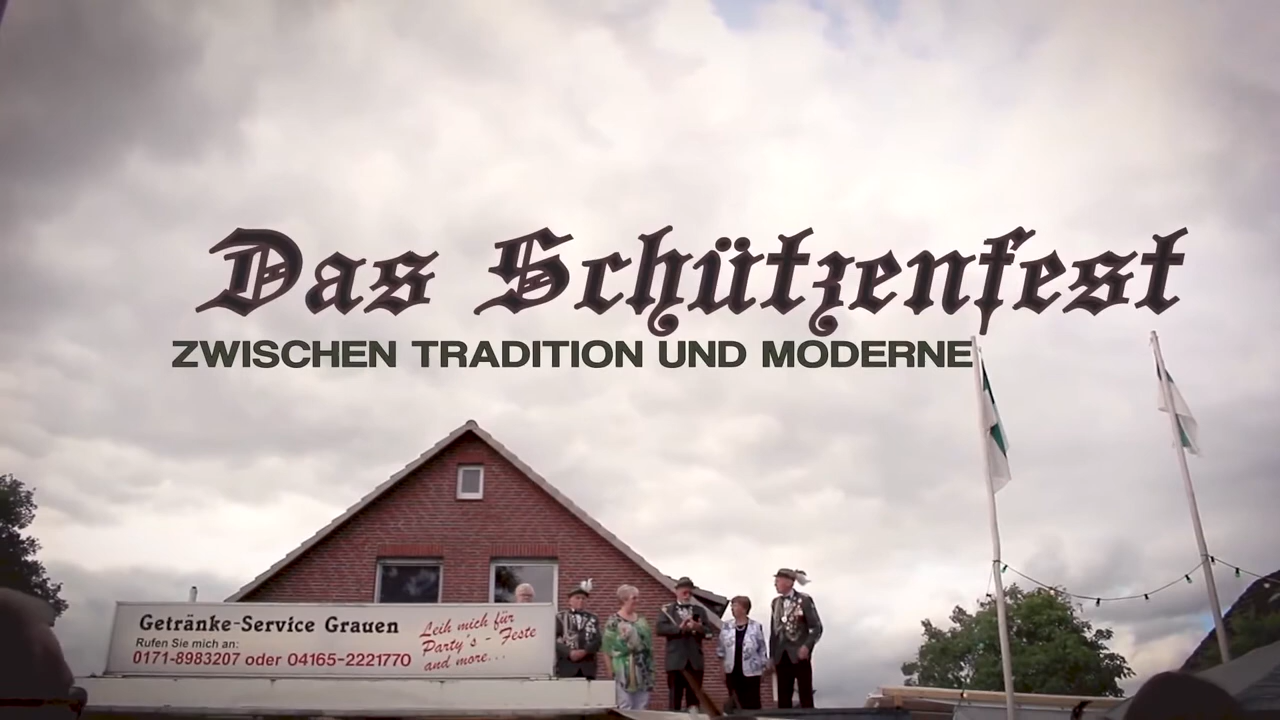 Das Schützenfest
ZWISCHEN TRADITION UND MODERNE
Getränke-Service Grauen
Rufen Sie mich an:
0171-8983207 oder 04165-2221770
Leih mich für
Party's - Feste
and more...